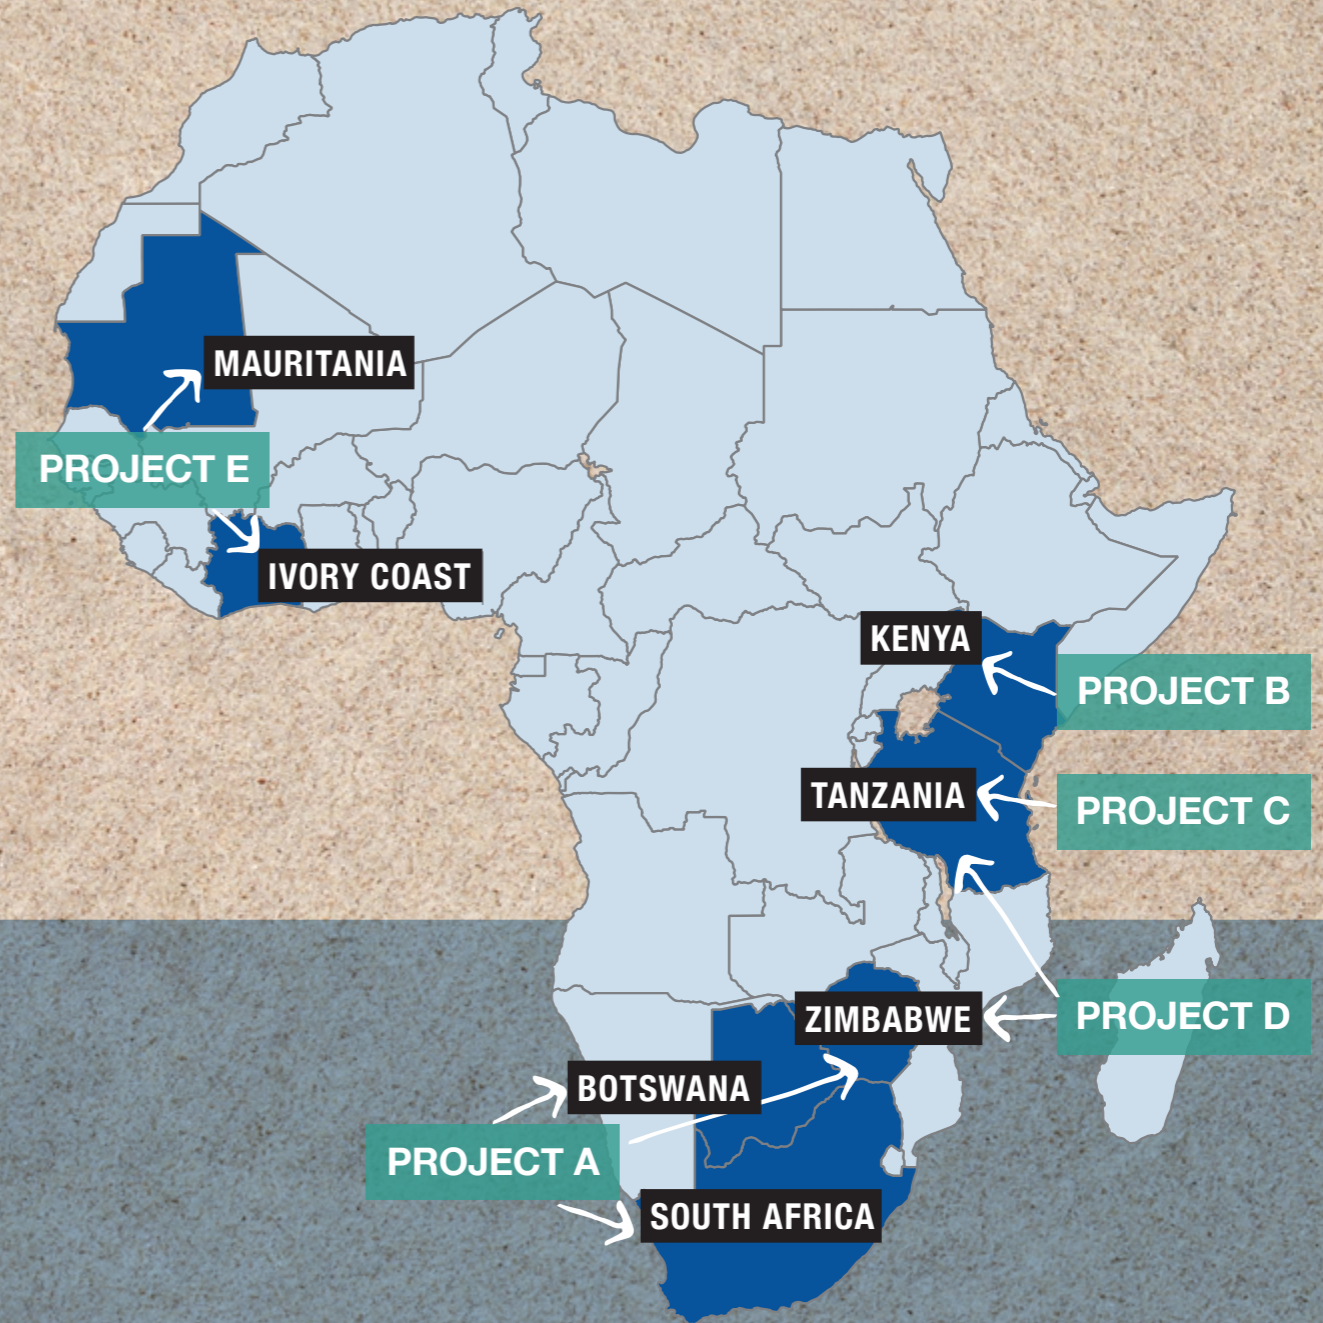 MAURITANIA
PROJECT E
IVORY COAST
KENYA
PROJECT B
TANZANIA
PROJECT C
ZIMBABWE
PROJECT D
BOTSWANA
PROJECT A
SOUTH AFRICA